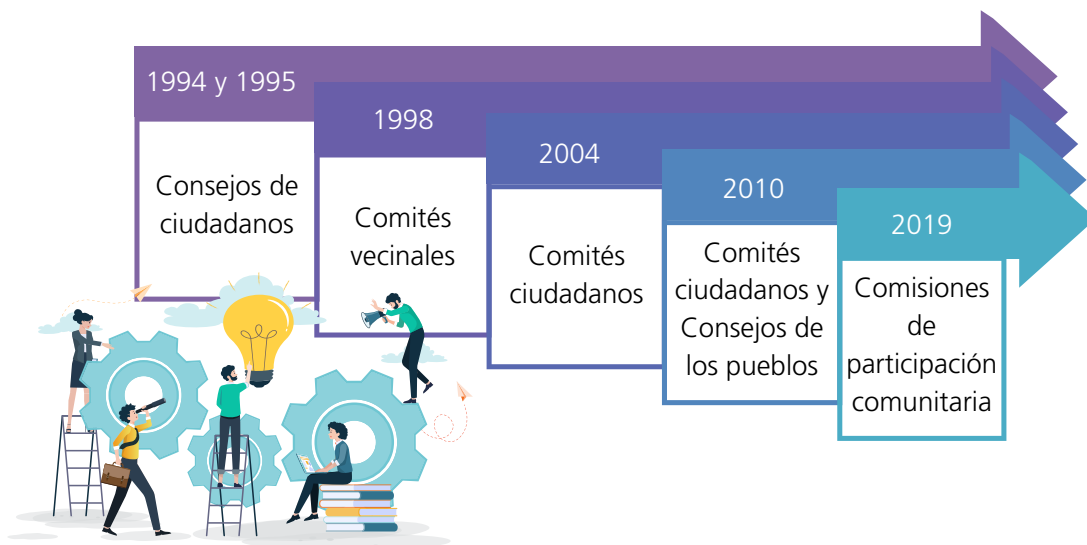 1994 y 1995
Consejos de
ciudadanos
1998
Comités
vecinales
2004
Comités
ciudadanos
2010
Comités
ciudadanos y
Consejos de
los pueblos
2019
Comisiones
de
participación
comunitaria